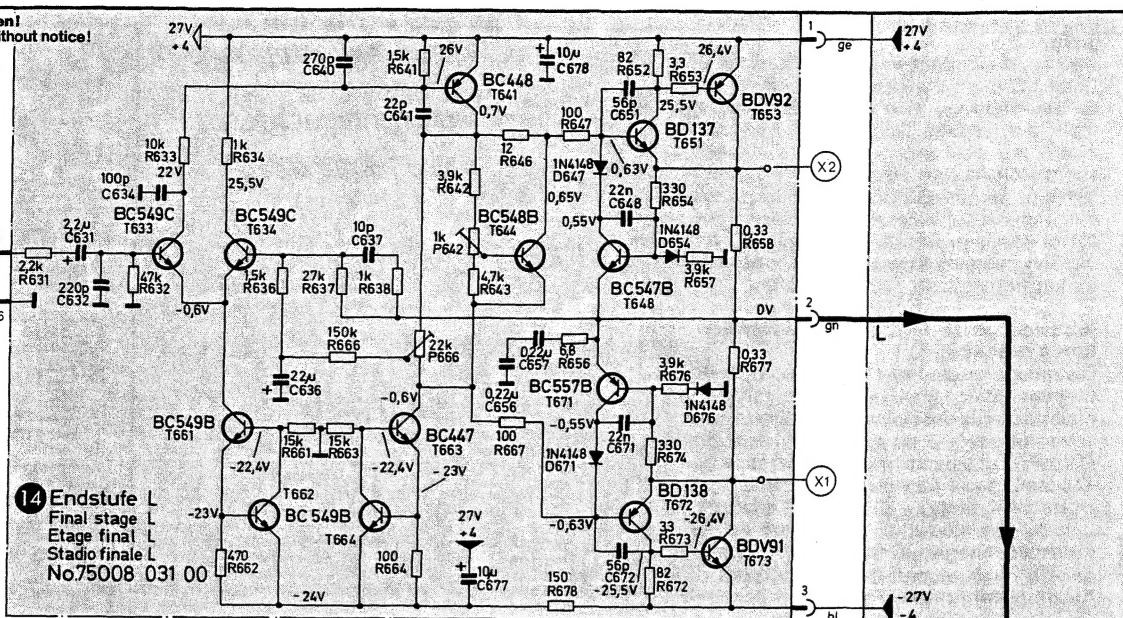 en!
ithout notice!
27V
+4
270p
C640
1,5k
R641
26V
BC448
T641
10µ
C678
82
R652
3,3
R653
26,4V
1
ge
27V
+4
22p
C641
0,7V
56p
C651
25,5V
BDV92
T653
100
R647
BD137
T651
10k
R633
1k
R634
12
R646
1N4148
D647
0,63V
X2
22V
100p
C634
25,5V
3,9k
R642
0,65V
22n
C648
330
R654
BC549C
T633
BC549C
T634
10p
C637
1k
P642
BC548B
T644
0,55V
1N4148
D654
0,33
R658
2,2µ
C631
2,2k
R631
220p
C632
47k
R632
1,5k
R636
27k
R637
1k
R638
4,7k
R643
BC547B
T648
3,9k
R657
-0,6V
0V
2
gn
L
150k
R666
22k
P666
0,22µ
C657
6,8
R656
0,33
R677
22µ
C636
0,22µ
C656
BC557B
T671
3,9k
R676
1N4148
D676
-0,6V
BC549B
T661
15k
R661
15k
R663
BC447
T663
100
R667
-0,55V
22n
C671
330
R674
-22,4V
-22,4V
-23V
1N4148
D671
X1
14 Endstufe L
Final stage L
Etage final L
Stadio finale L
No.75008 031 00
-23V
T662
BC 549B
T664
27V
+4
-0,63V
BD138
T672
33
R673
-26,4V
BDV91
T673
470
R662
100
R664
10µ
C677
56p
C672
-25,5V
82
R672
-24V
150
R678
3
-27V
-4